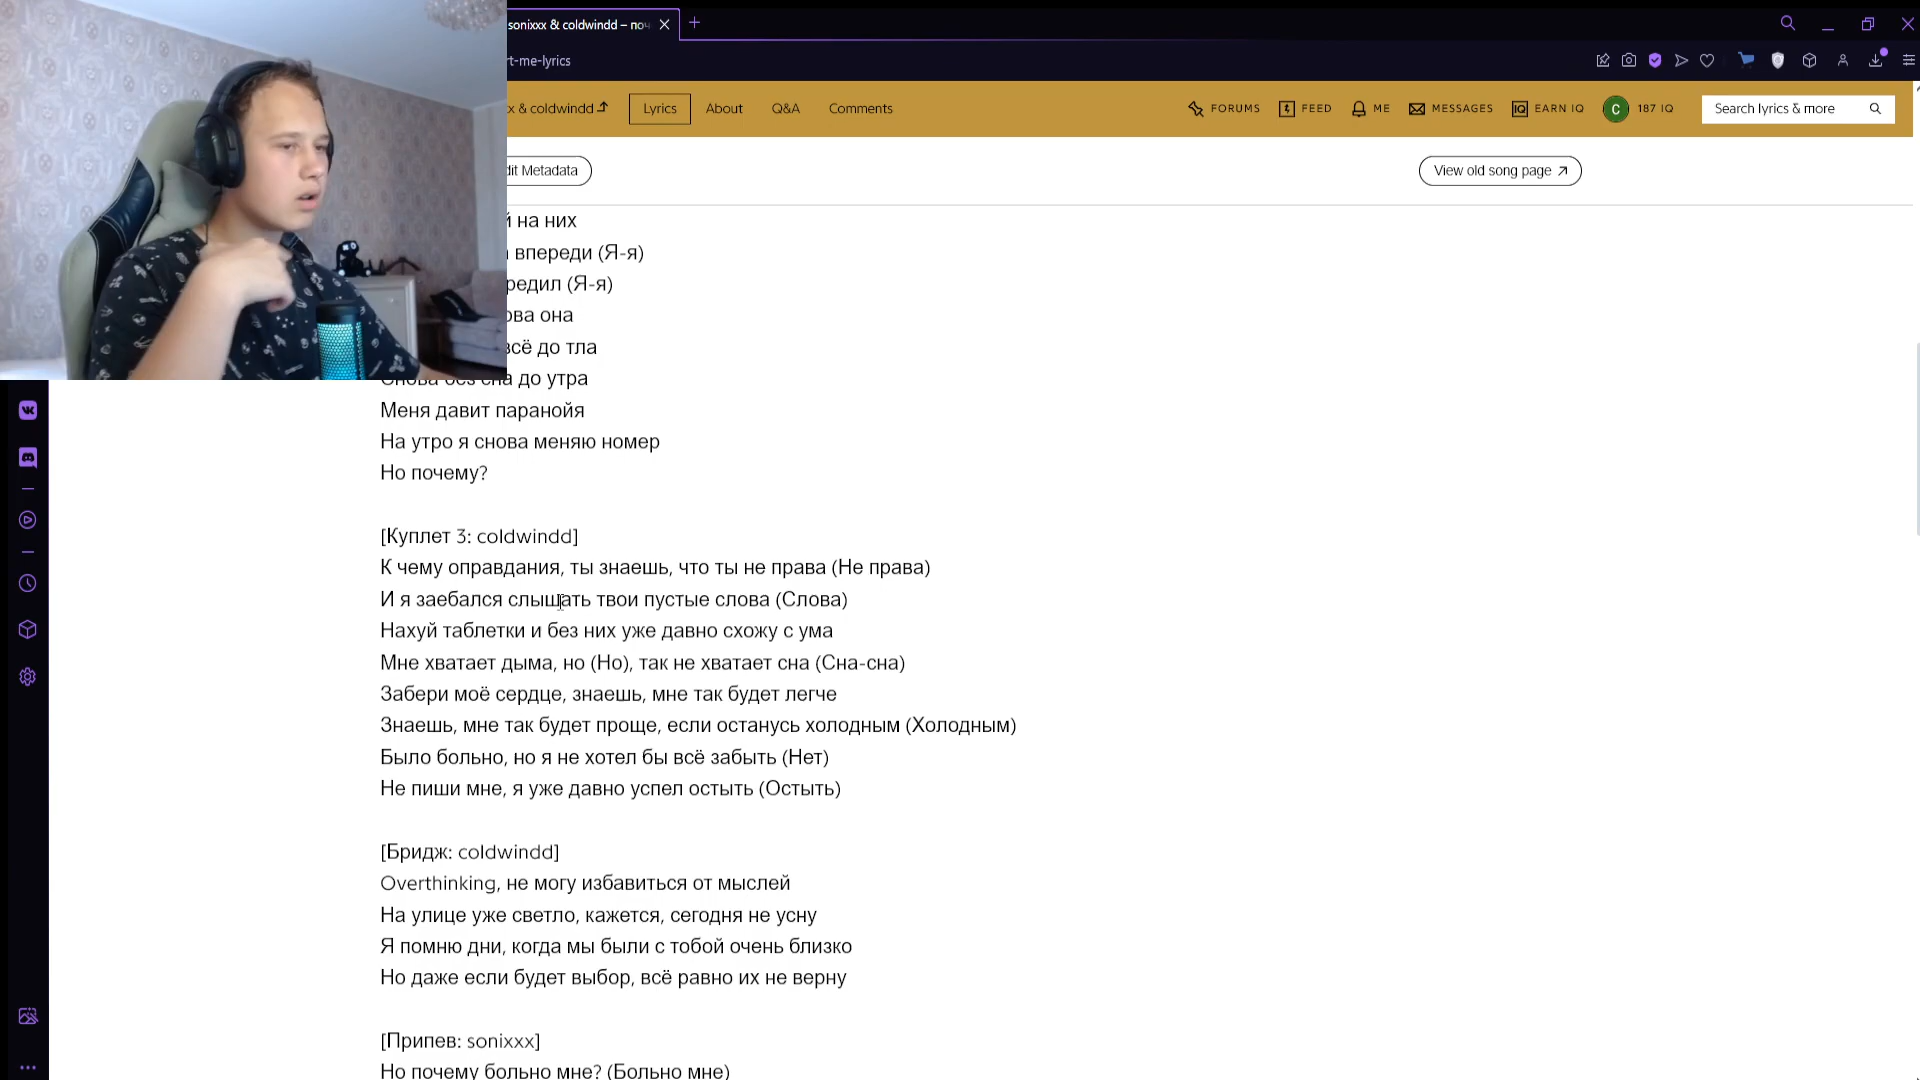 sonixxx & coldwindd – поч
rt-me-lyrics
x & coldwindd
Lyrics
About
Q&A
Comments
FORUMS
FEED
ME
MESSAGES
EARN IQ
C
187 IQ
Search lyrics & more
dit Metadata
View old song page
й на них
впереди (Я-я)
редил (Я-я)
ова она
всё до тла
Снова без сна до утра
Меня давит паранойя
На утро я снова меняю номер
Но почему?
[Куплет 3: coldwindd]
К чему оправдания, ты знаешь, что ты не права (Не права)
И я заебался слышать твои пустые слова (Слова)
Нахуй таблетки и без них уже давно схожу с ума
Мне хватает дыма, но (Но), так не хватает сна (Сна-сна)
Забери моё сердце, знаешь, мне так будет легче
Знаешь, мне так будет проще, если останусь холодным (Холодным)
Было больно, но я не хотел бы всё забыть (Нет)
Не пиши мне, я уже давно успел остыть (Остыть)
[Бридж: coldwindd]
Overthinking, не могу избавиться от мыслей
На улице уже светло, кажется, сегодня не усну
Я помню дни, когда мы были с тобой очень близко
Но даже если будет выбор, всё равно их не верну
[Припев: sonixxx]
Но почему больно мне? (Больно мне)